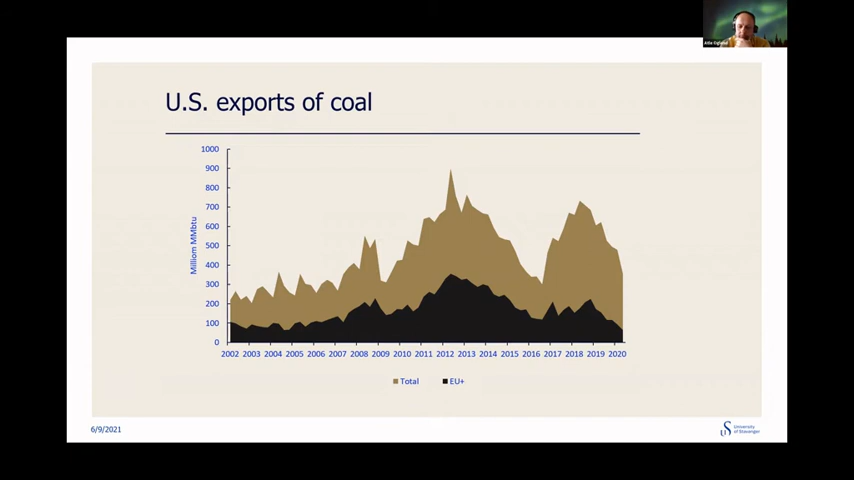 U.S. exports of coal
1000
900
800
700
600
500
400
300
200
100
0
Milliom MMbtu
2002 2003 2004 2005 2006 2007 2008 2009 2010 2011 2012 2013 2014 2015 2016 2017 2018 2019 2020
Total EU+
6/9/2021
University
of Stavanger